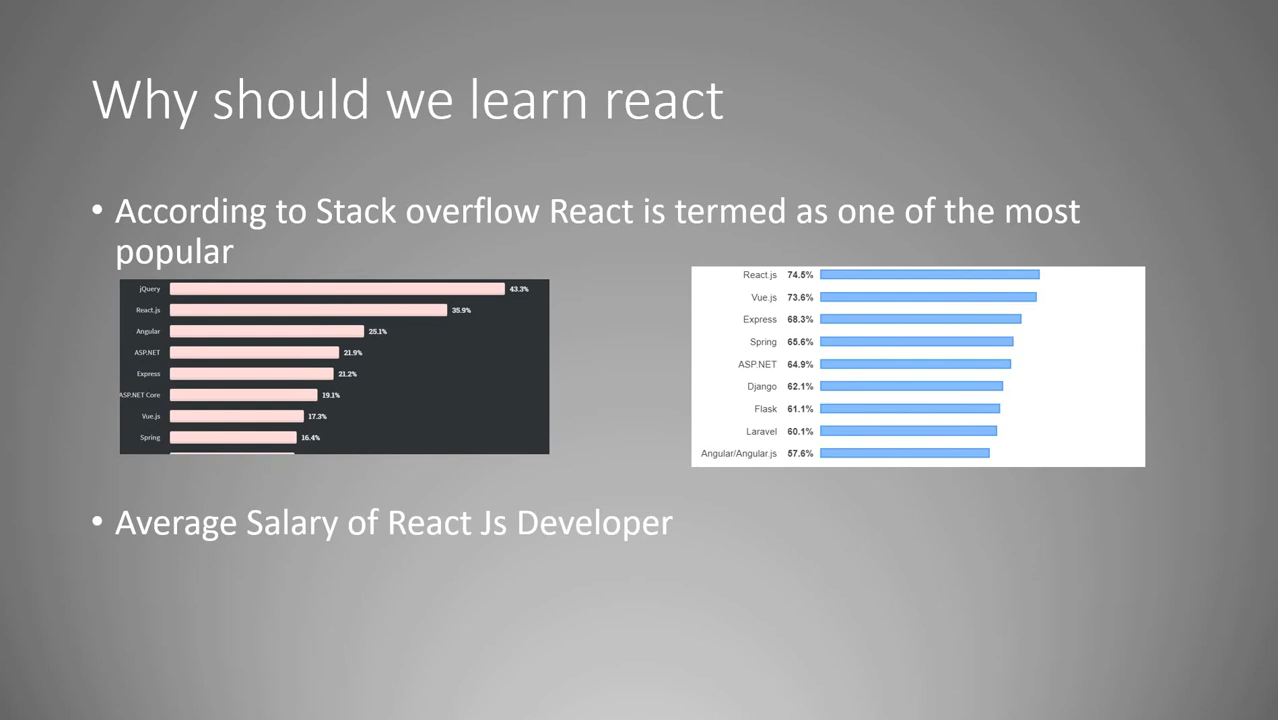 Why should we learn react
• According to Stack overflow React is termed as one of the most
popular
jQuery 43.3%
React.js 35.9%
Angular 25.1%
ASP.NET 21.9%
Express 21.2%
ASP.NET Core 19.1%
Vue.js 17.3%
Spring 16.4%
React.js 74.5%
Vue.js 73.6%
Express 68.3%
Spring 65.6%
ASP.NET 64.9%
Django 62.1%
Flask 61.1%
Laravel 60.1%
Angular/Angular.js 57.6%
• Average Salary of React Js Developer